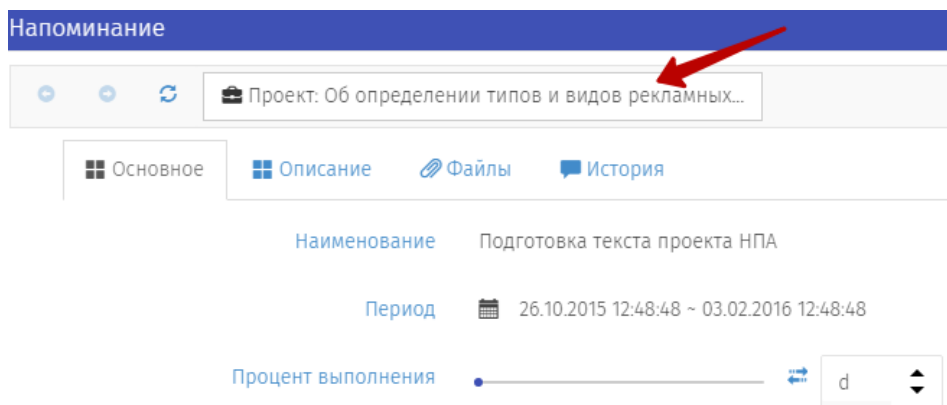 Напоминание
Проект: Об определении типов и видов рекламных...
Основное Описание Файлы История
Наименование Подготовка текста проекта НПА
Период 26.10.2015 12:48:48 ~ 03.02.2016 12:48:48
Процент выполнения d